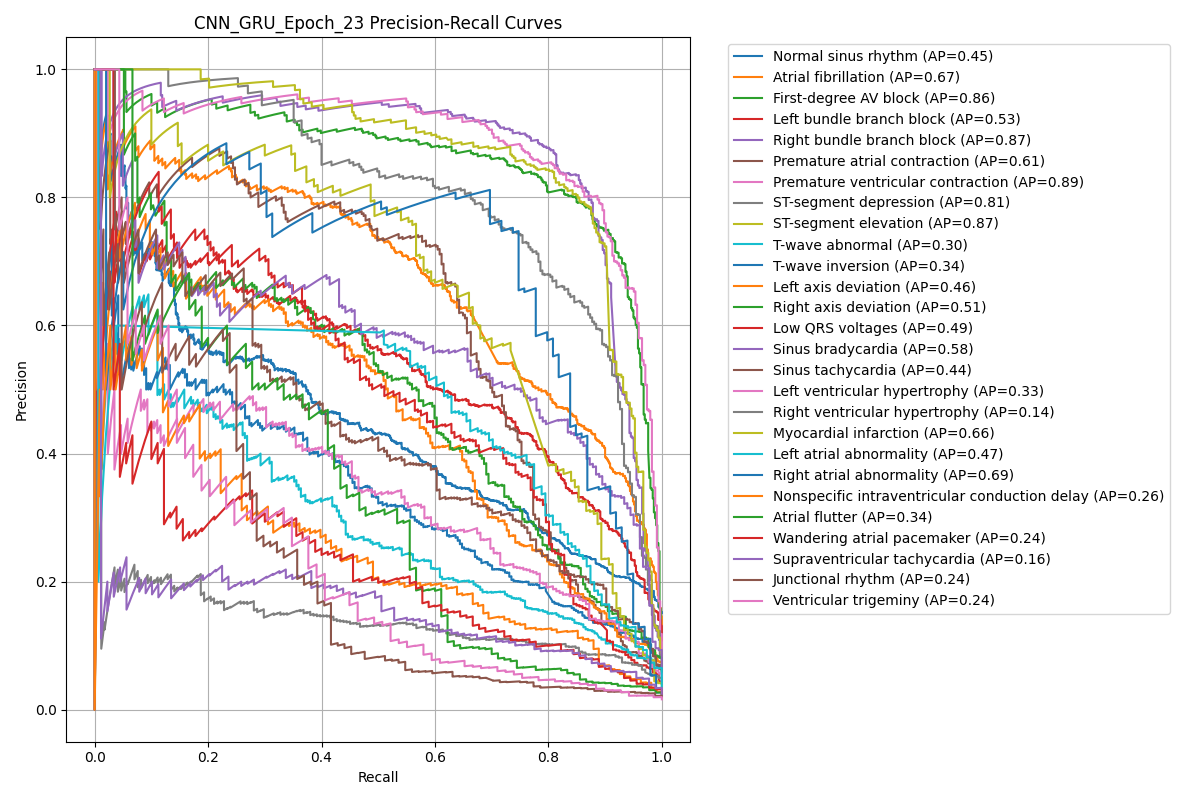 CNN_GRU_Epoch_23 Precision-Recall Curves
1.0
0.8
0.6
0.4
0.2
0.0
Precision
0.0 0.2 0.4 0.6 0.8 1.0
Recall
Normal sinus rhythm (AP=0.45)
Atrial fibrillation (AP=0.67)
First-degree AV block (AP=0.86)
Left bundle branch block (AP=0.53)
Right bundle branch block (AP=0.87)
Premature atrial contraction (AP=0.61)
Premature ventricular contraction (AP=0.89)
ST-segment depression (AP=0.81)
ST-segment elevation (AP=0.87)
T-wave abnormal (AP=0.30)
T-wave inversion (AP=0.34)
Left axis deviation (AP=0.46)
Right axis deviation (AP=0.51)
Low QRS voltages (AP=0.49)
Sinus bradycardia (AP=0.58)
Sinus tachycardia (AP=0.44)
Left ventricular hypertrophy (AP=0.33)
Right ventricular hypertrophy (AP=0.14)
Myocardial infarction (AP=0.66)
Left atrial abnormality (AP=0.47)
Right atrial abnormality (AP=0.69)
Nonspecific intraventricular conduction delay (AP=0.26)
Atrial flutter (AP=0.34)
Wandering atrial pacemaker (AP=0.24)
Supraventricular tachycardia (AP=0.16)
Junctional rhythm (AP=0.24)
Ventricular trigeminy (AP=0.24)